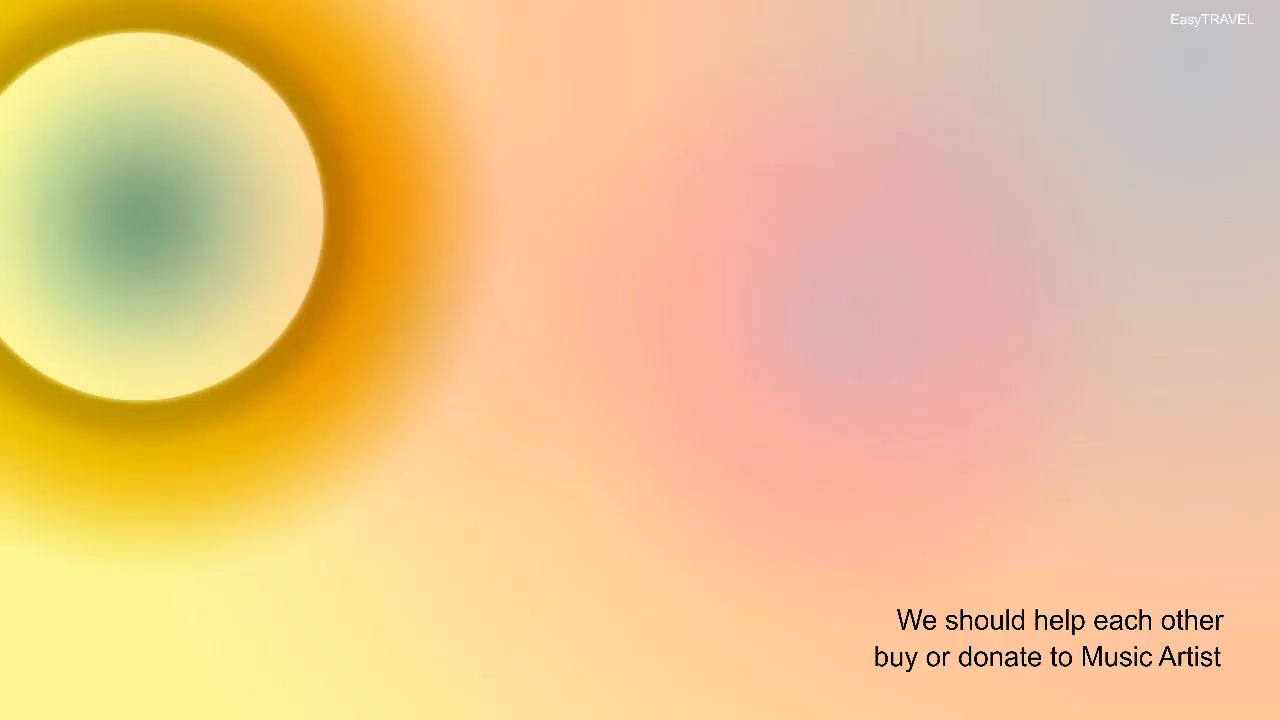 EasyTRAVEL
We should help each other
buy or donate to Music Artist